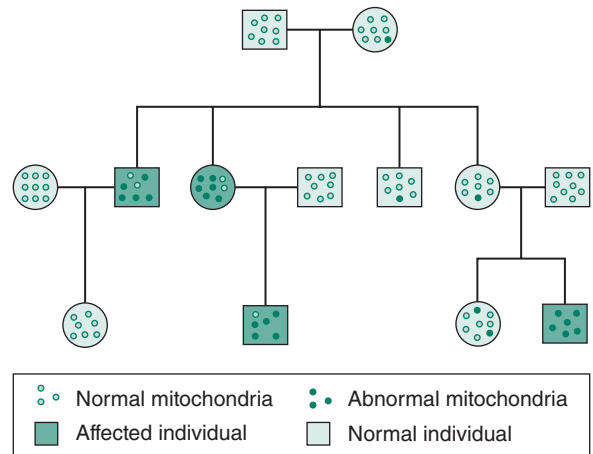 Normal mitochondria
Abnormal mitochondria
Affected individual
Normal individual